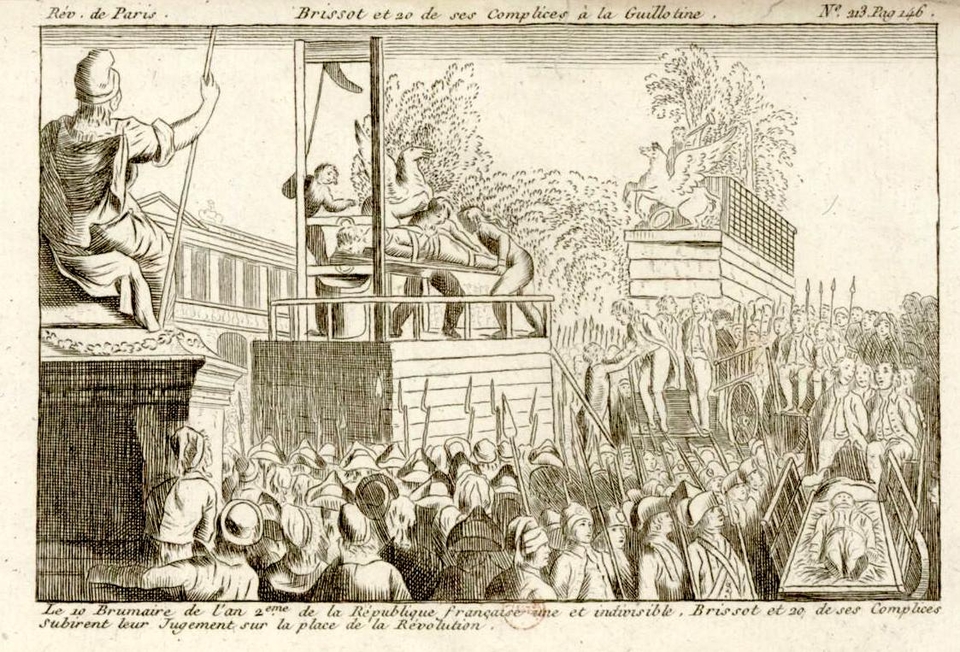 Rév. de Paris.
Brissot et 20 de ses Complices à la Guillotine.
Nº. 213. Pag 146.
Le 10 Brumaire de l'an 2eme de la République française une et indivisible. Brissot et 20 de ses Complices
Subirent leur Jugement sur la place de la Révolution.